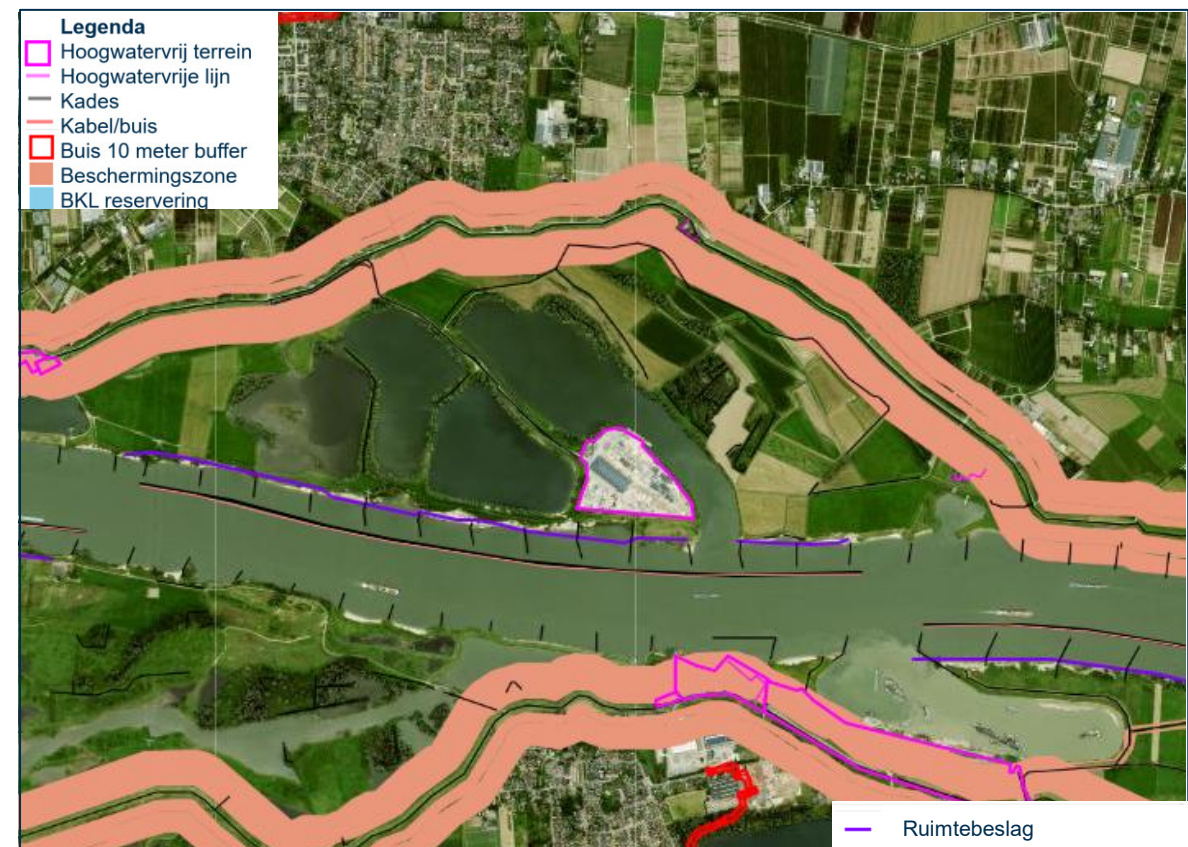 Legenda
Hoogwatervrij terrein
Hoogwatervrije lijn
Kades
Kabel/buis
Buis 10 meter buffer
Beschermingszone
BKL reservering
Ruimtebeslag